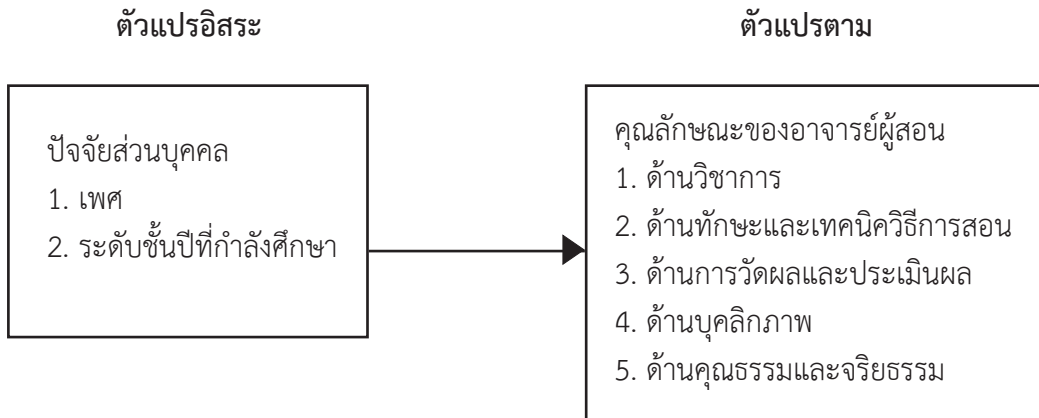 ตัวแปรอิสระ
ตัวแปรตาม
ปัจจัยส่วนบุคคล
1. เพศ
2. ระดับชั้นปีที่กำลังศึกษา
คุณลักษณะของอาจารย์ผู้สอน
1. ด้านวิชาการ
2. ด้านทักษะและเทคนิควิธีการสอน
3. ด้านการวัดผลและประเมินผล
4. ด้านบุคลิกภาพ
5. ด้านคุณธรรมและจริยธรรม